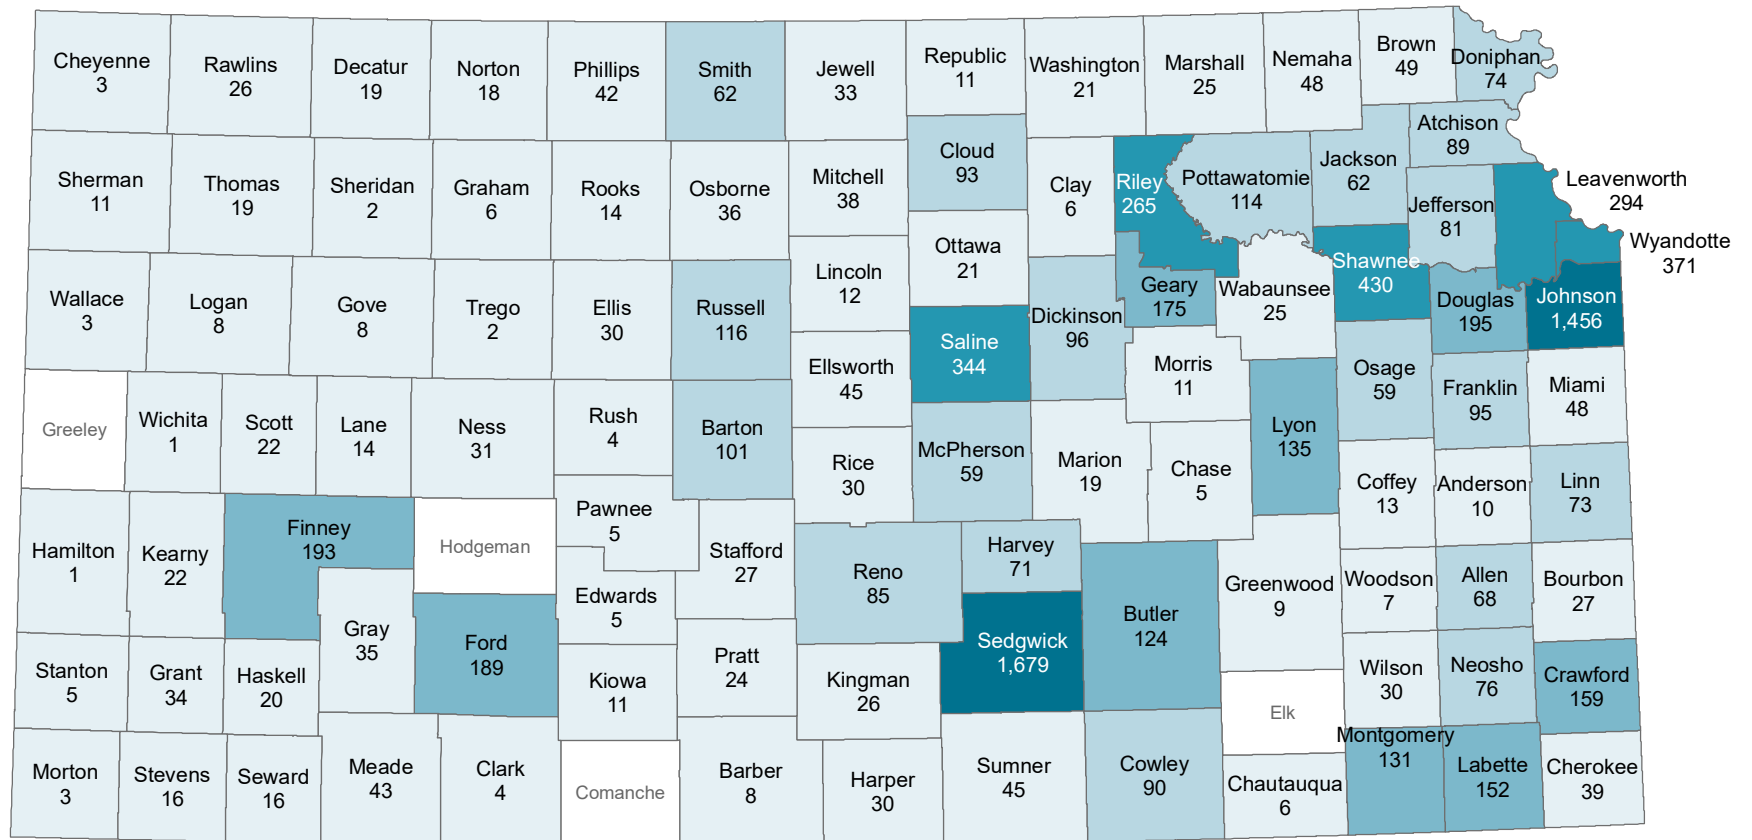 Cheyenne
3
Rawlins
26
Decatur
19
Norton
18
Phillips
42
Smith
62
Jewell
33
Republic
11
Washington
21
Marshall
25
Nemaha
48
Brown
49
Doniphan
74
Sherman
11
Thomas
19
Sheridan
2
Graham
6
Rooks
14
Osborne
36
Mitchell
38
Cloud
93
Clay
6
Riley
265
Pottawatomie
114
Jackson
62
Atchison
89
Jefferson
81
Leavenworth
294
Wyandotte
371
Wallace
3
Logan
8
Gove
8
Trego
2
Ellis
30
Russell
116
Lincoln
12
Ottawa
21
Saline
344
Dickinson
96
Geary
175
Wabaunsee
25
Shawnee
430
Douglas
195
Johnson
1,456
Greeley
Wichita
1
Scott
22
Lane
14
Ness
31
Rush
4
Barton
101
Ellsworth
45
Rice
30
McPherson
59
Marion
19
Morris
11
Chase
5
Lyon
135
Osage
59
Franklin
95
Miami
48
Coffey
13
Anderson
10
Linn
73
Hamilton
1
Kearny
22
Finney
193
Hodgeman
Pawnee
5
Stafford
27
Edwards
5
Reno
85
Harvey
71
Sedgwick
1,679
Butler
124
Greenwood
9
Woodson
7
Allen
68
Bourbon
27
Stanton
5
Grant
34
Haskell
20
Gray
35
Ford
189
Kiowa
11
Pratt
24
Kingman
26
Elk
Wilson
30
Neosho
76
Crawford
159
Morton
3
Stevens
16
Seward
16
Meade
43
Clark
4
Comanche
Barber
8
Harper
30
Sumner
45
Cowley
90
Chautauqua
6
Montgomery
131
Labette
152
Cherokee
39